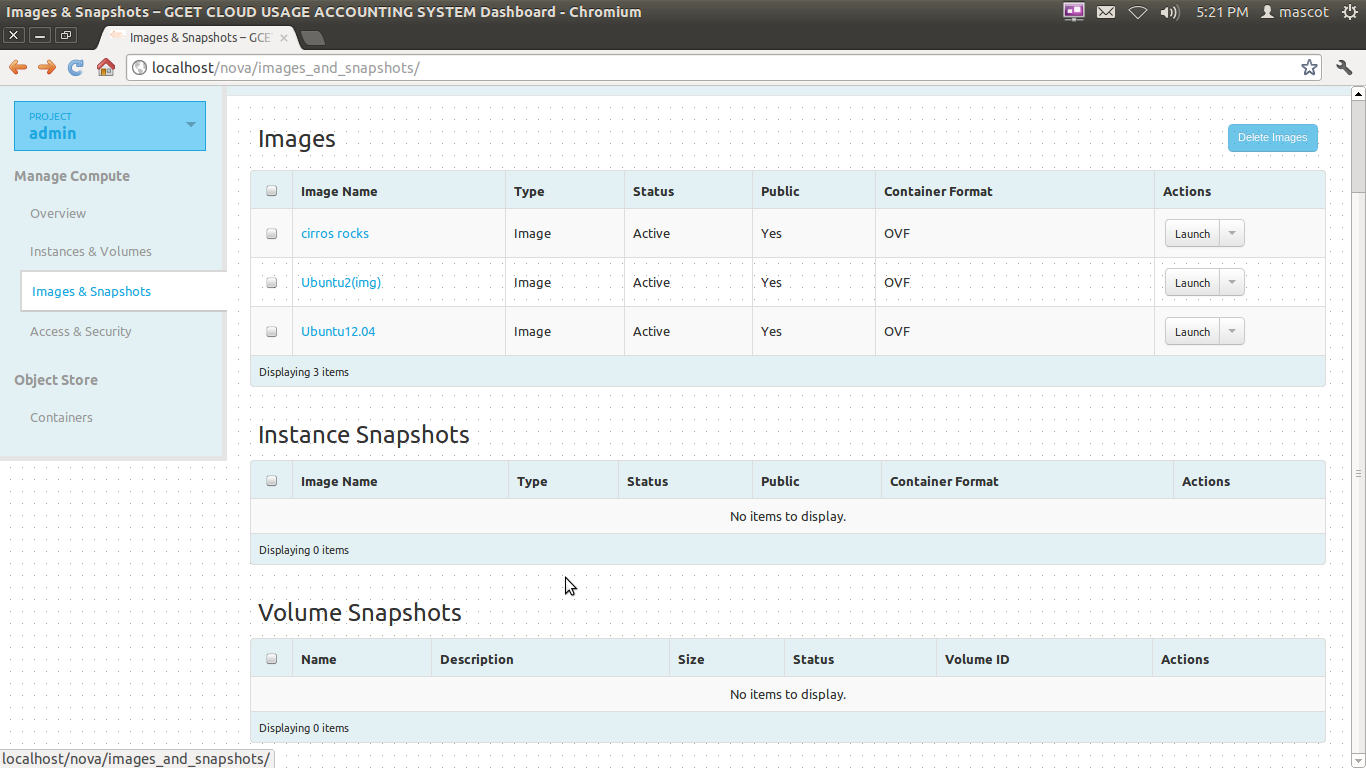 Images & Snapshots – GCET CLOUD USAGE ACCOUNTING SYSTEM Dashboard - Chromium
5:21 PM mascot
Images & Snapshots – GCE
localhost/nova/images_and_snapshots/
PROJECT
admin
Manage Compute
Overview
Instances & Volumes
Images & Snapshots
Access & Security
Object Store
Containers
Images
Delete Images
Image Name Type Status Public Container Format Actions
cirros rocks Image Active Yes OVF Launch
Ubuntu2(img) Image Active Yes OVF Launch
Ubuntu12.04 Image Active Yes OVF Launch
Displaying 3 items
Instance Snapshots
Image Name Type Status Public Container Format Actions
No items to display.
Displaying 0 items
Volume Snapshots
Name Description Size Status Volume ID Actions
No items to display.
Displaying 0 items
localhost/nova/images_and_snapshots/